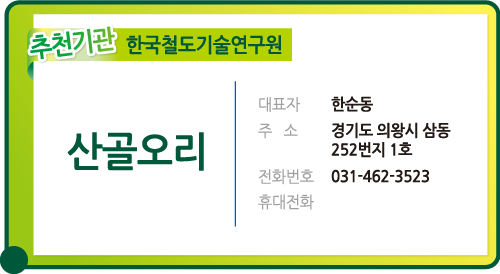 추천기관 한국철도기술연구원
산골오리
대표자 한순동
주 소 경기도 의왕시 삼동
252번지 1호
전화번호 031-462-3523
휴대전화